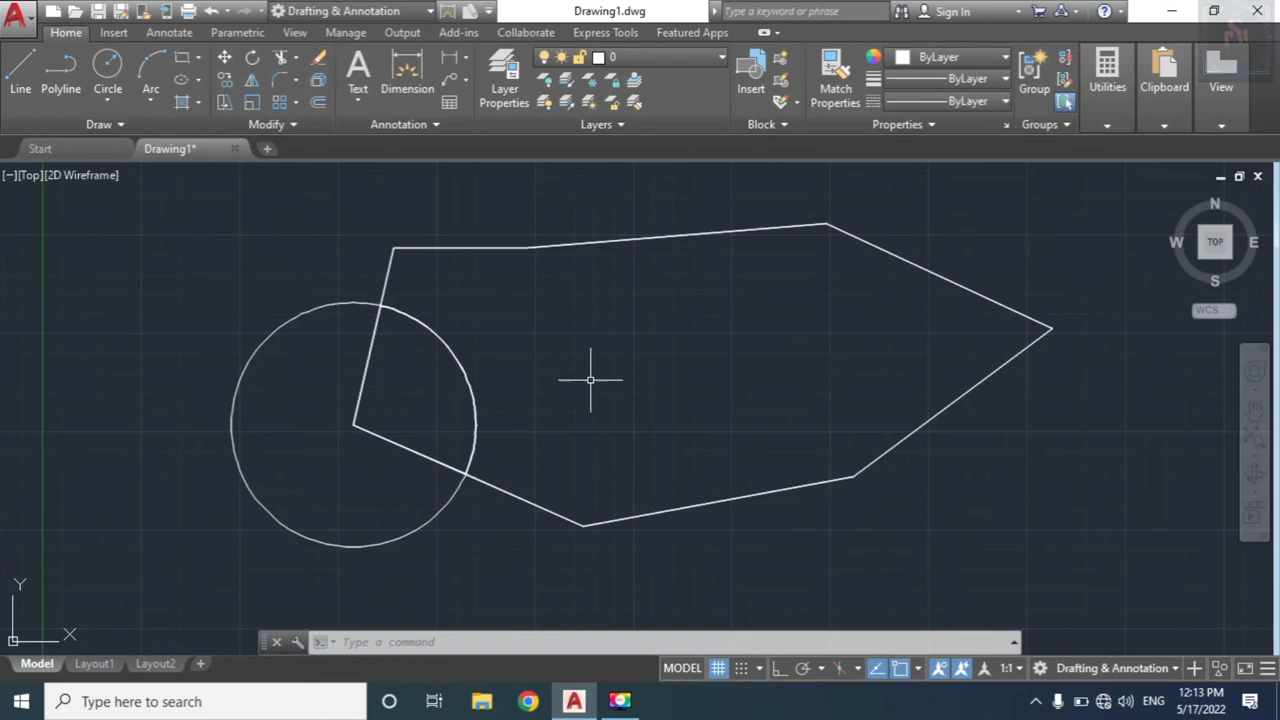 Drafting & Annotation
Drawing1.dwg
Type a keyword or phrase
Sign In
Home Insert Annotate Parametric View Manage Output Add-ins Collaborate Express Tools Featured Apps
Line Polyline Circle Arc
Draw
Modify
Text Dimension
Annotation
Layer Properties
0
Layers
Insert
Block
Match Properties
ByLayer
ByLayer
ByLayer
Properties
Group
Groups
Utilities
Clipboard
View
Start Drawing1*
[−][Top][2D Wireframe]
N
W TOP E
S
WCS
Y
X
Type a command
Model Layout1 Layout2
MODEL 1:1 Drafting & Annotation
Type here to search
ENG
12:13 PM
5/17/2022